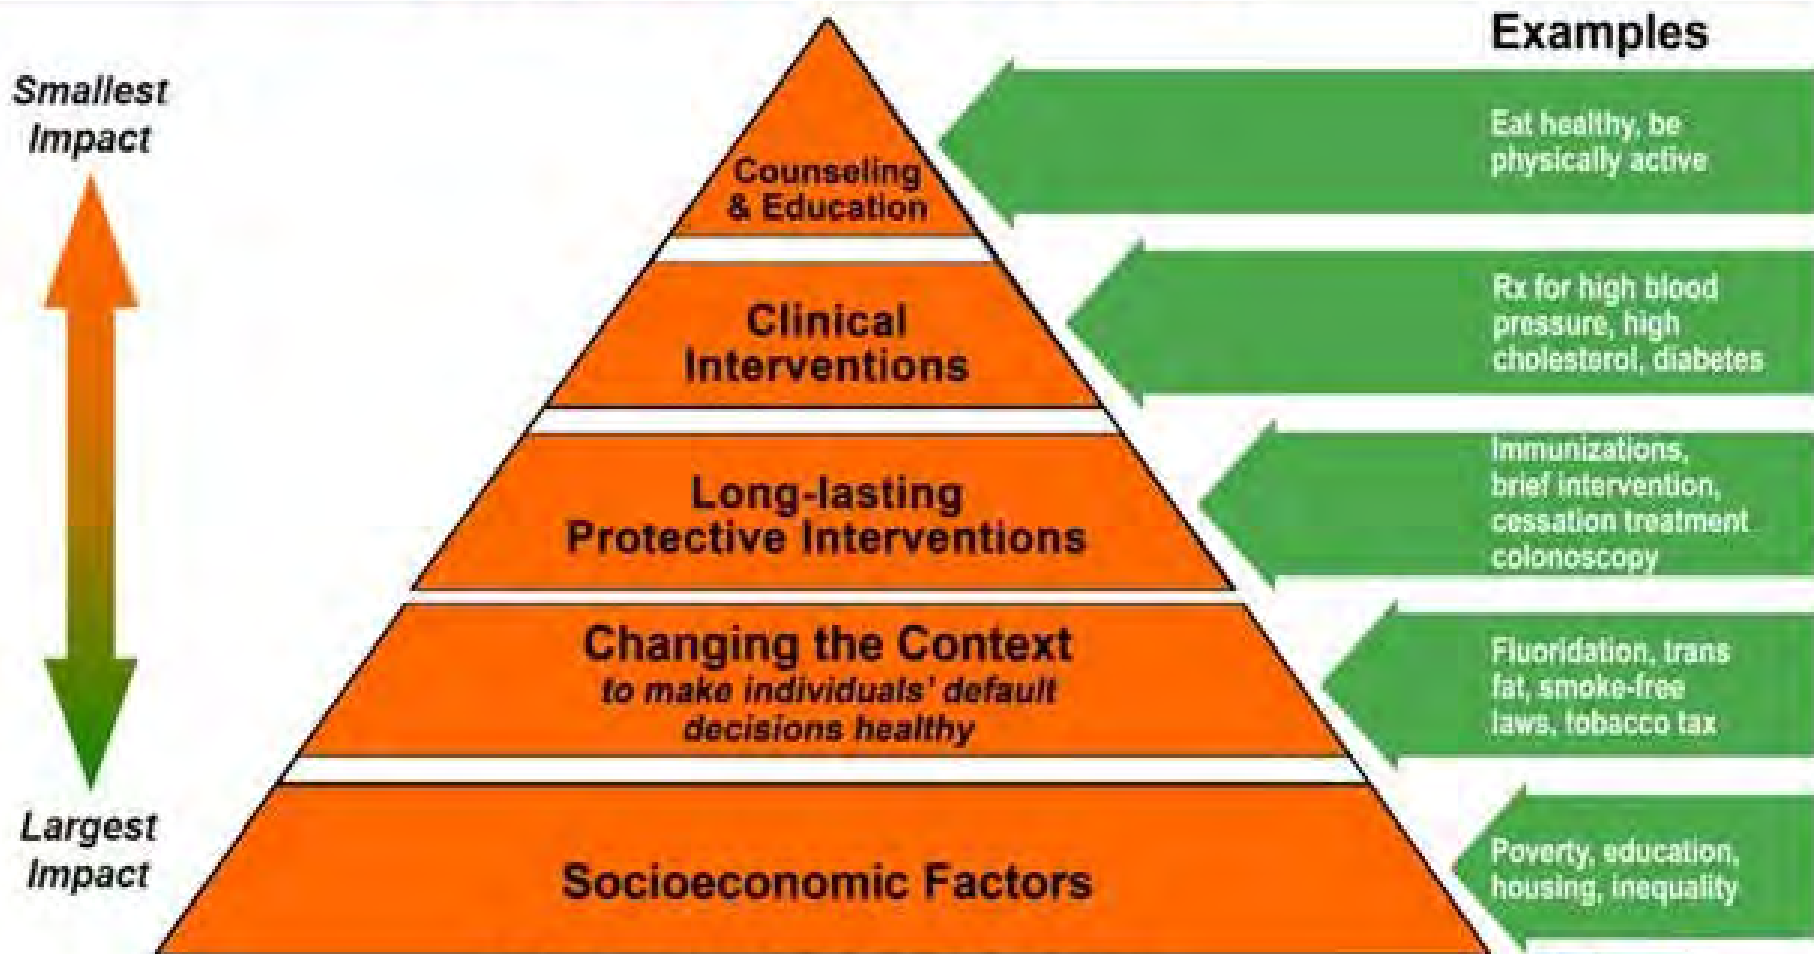 Examples
Smallest
Impact
Counseling
& Education
Eat healthy, be
physically active
Clinical
Interventions
Rx for high blood
pressure, high
cholesterol, diabetes
Long-lasting
Protective Interventions
Immunizations,
brief intervention,
cessation treatment
colonoscopy
Changing the Context
to make individuals' default
decisions healthy
Fluoridation, trans
fat, smoke-free
laws, tobacco tax
Largest
Impact
Socioeconomic Factors
Poverty, education,
housing, inequality